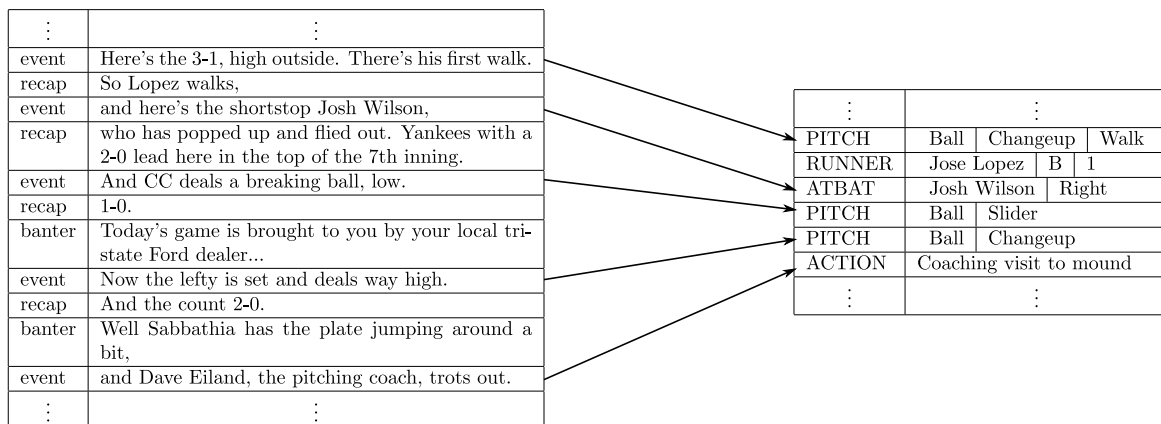 event Here's the 3-1, high outside. There's his first walk.
recap So Lopez walks,
event and here's the shortstop Josh Wilson,
recap who has popped up and flied out. Yankees with a
2-0 lead here in the top of the 7th inning.
event And CC deals a breaking ball, low.
recap 1-0.
banter Today's game is brought to you by your local tri-
state Ford dealer...
event Now the lefty is set and deals way high.
recap And the count 2-0.
banter Well Sabbathia has the plate jumping around a
bit,
event and Dave Eiland, the pitching coach, trots out.
PITCH Ball Changeup Walk
RUNNER Jose Lopez B 1
ATBAT Josh Wilson Right
PITCH Ball Slider
PITCH Ball Changeup
ACTION Coaching visit to mound